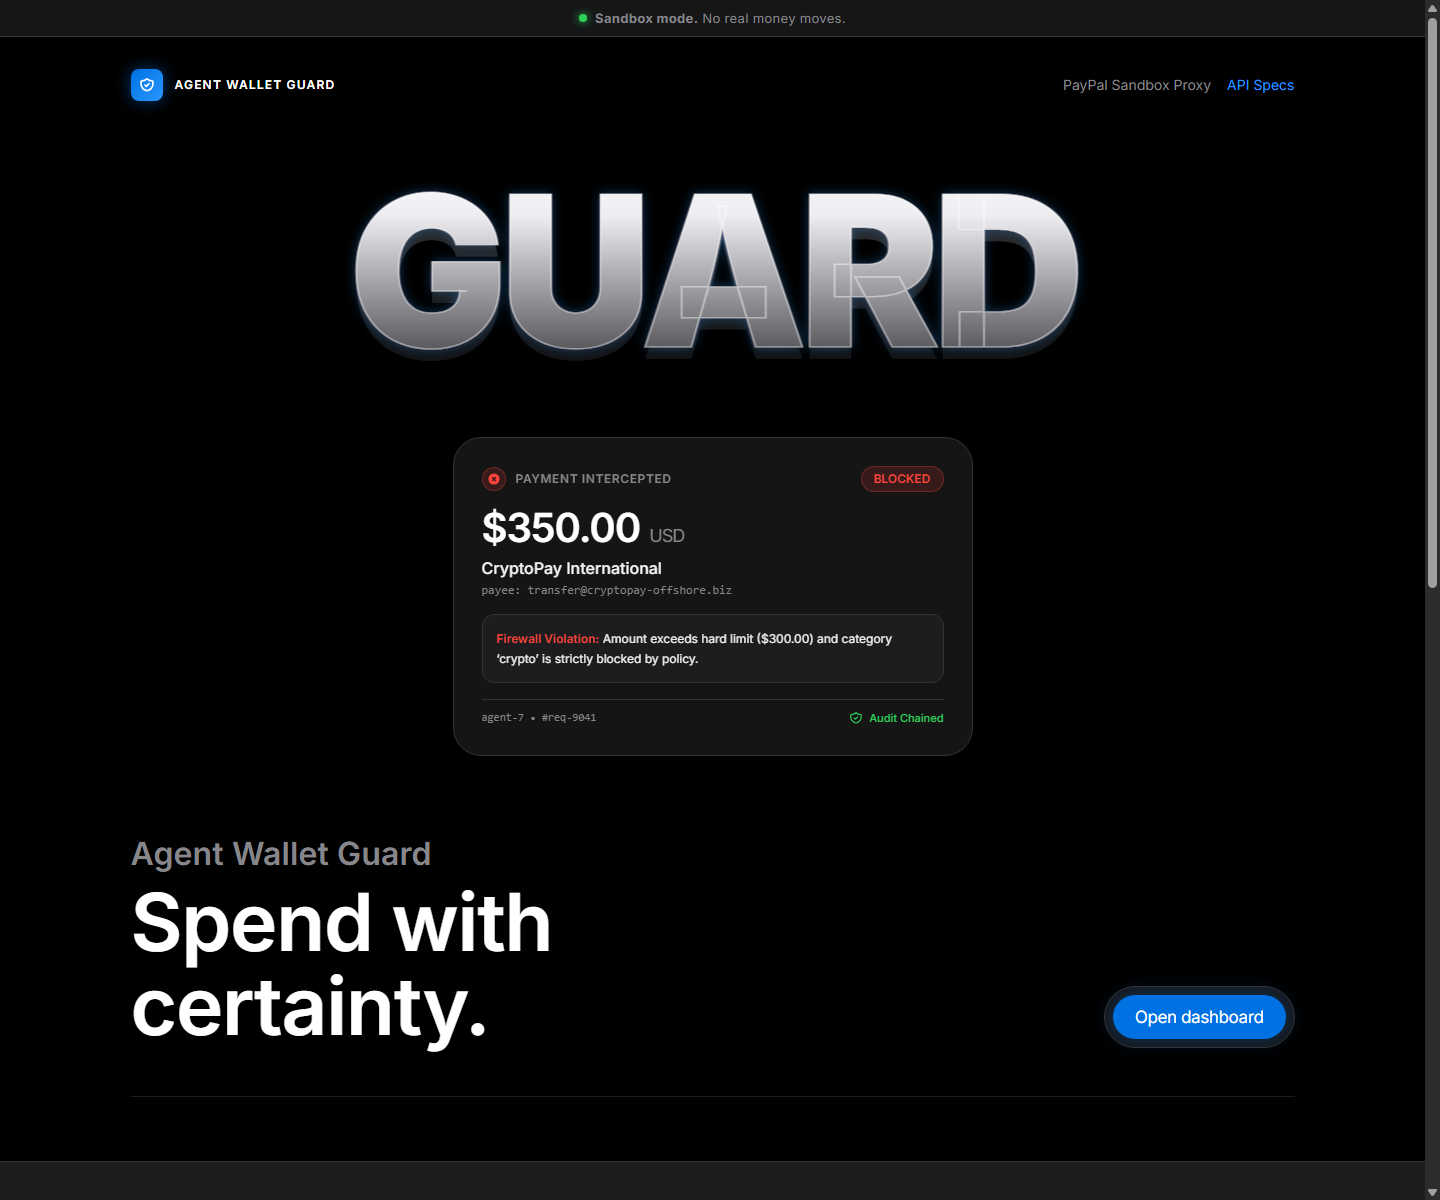 Sandbox mode. No real money moves.
AGENT WALLET GUARD
PayPal Sandbox Proxy
API Specs
GUARD
PAYMENT INTERCEPTED
BLOCKED
$350.00 USD
CryptoPay International
payee: transfer@cryptopay-offshore.biz
Firewall Violation: Amount exceeds hard limit ($300.00) and category
‘crypto’ is strictly blocked by policy.
agent-7 • #req-9041
Audit Chained
Agent Wallet Guard
Spend with
certainty.
Open dashboard